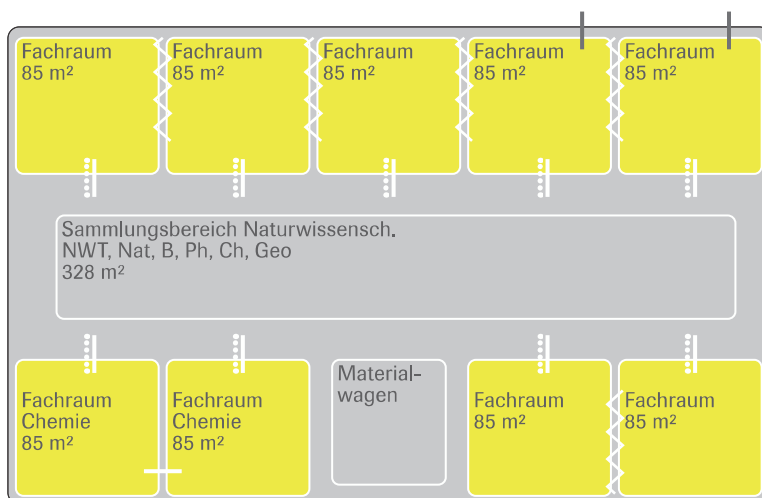 Fachraum
85 m²
Fachraum
85 m²
Fachraum
85 m²
Fachraum
85 m²
Fachraum
85 m²
Sammlungsbereich Naturwissensch.
NWT, Nat, B, Ph, Ch, Geo
328 m²
Fachraum
Chemie
85 m²
Fachraum
Chemie
85 m²
Material-
wagen
Fachraum
85 m²
Fachraum
85 m²